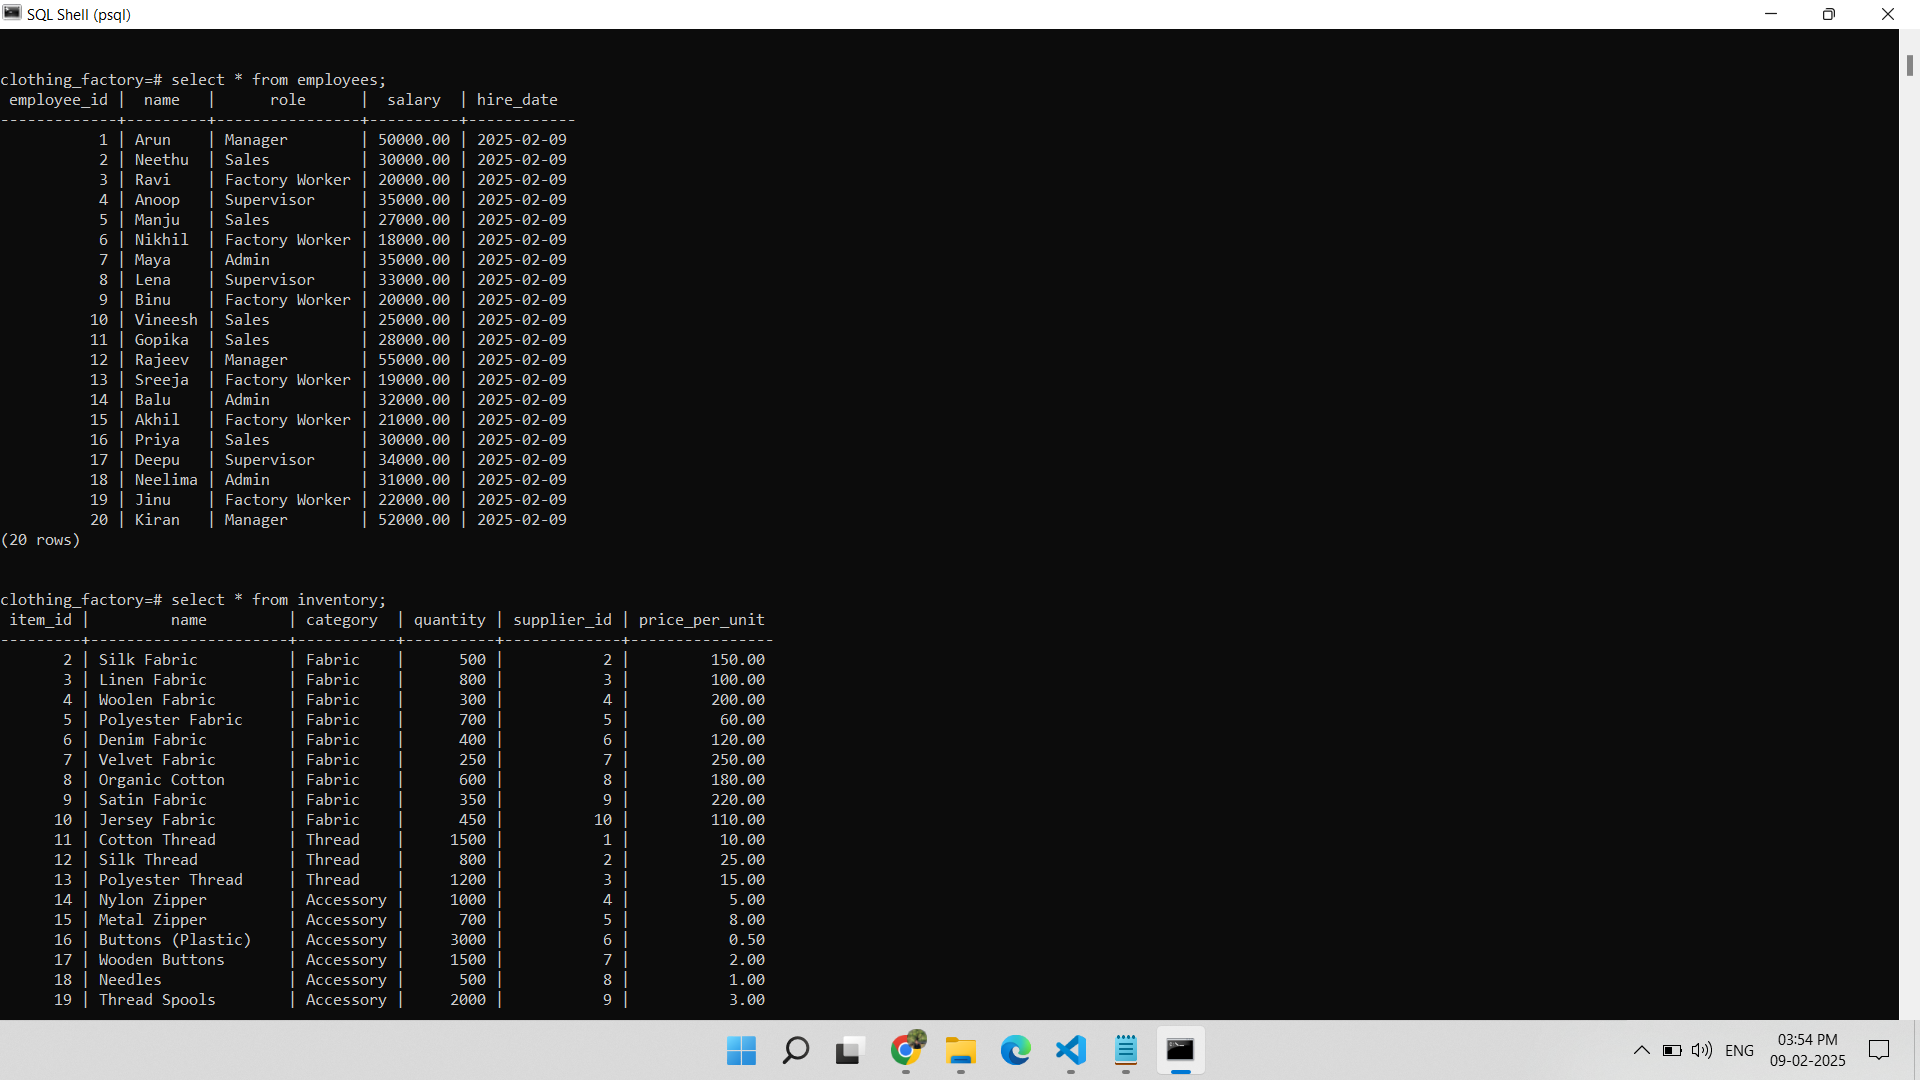 SQL Shell (psql)
clothing_factory=# select * from employees;
 employee_id |  name   |      role      |  salary  | hire_date
-------------+---------+----------------+----------+------------
           1 | Arun    | Manager        | 50000.00 | 2025-02-09
           2 | Neethu  | Sales          | 30000.00 | 2025-02-09
           3 | Ravi    | Factory Worker | 20000.00 | 2025-02-09
           4 | Anoop   | Supervisor     | 35000.00 | 2025-02-09
           5 | Manju   | Sales          | 27000.00 | 2025-02-09
           6 | Nikhil  | Factory Worker | 18000.00 | 2025-02-09
           7 | Maya    | Admin          | 35000.00 | 2025-02-09
           8 | Lena    | Supervisor     | 33000.00 | 2025-02-09
           9 | Binu    | Factory Worker | 20000.00 | 2025-02-09
          10 | Vineesh | Sales          | 25000.00 | 2025-02-09
          11 | Gopika  | Sales          | 28000.00 | 2025-02-09
          12 | Rajeev  | Manager        | 55000.00 | 2025-02-09
          13 | Sreeja  | Factory Worker | 19000.00 | 2025-02-09
          14 | Balu    | Admin          | 32000.00 | 2025-02-09
          15 | Akhil   | Factory Worker | 21000.00 | 2025-02-09
          16 | Priya   | Sales          | 30000.00 | 2025-02-09
          17 | Deepu   | Supervisor     | 34000.00 | 2025-02-09
          18 | Neelima | Admin          | 31000.00 | 2025-02-09
          19 | Jinu    | Factory Worker | 22000.00 | 2025-02-09
          20 | Kiran   | Manager        | 52000.00 | 2025-02-09
(20 rows)
clothing_factory=# select * from inventory;
 item_id |         name         | category  | quantity | supplier_id | price_per_unit
---------+----------------------+-----------+----------+-------------+----------------
       2 | Silk Fabric          | Fabric    |      500 |           2 |         150.00
       3 | Linen Fabric         | Fabric    |      800 |           3 |         100.00
       4 | Woolen Fabric        | Fabric    |      300 |           4 |         200.00
       5 | Polyester Fabric     | Fabric    |      700 |           5 |          60.00
       6 | Denim Fabric         | Fabric    |      400 |           6 |         120.00
       7 | Velvet Fabric        | Fabric    |      250 |           7 |         250.00
       8 | Organic Cotton       | Fabric    |      600 |           8 |         180.00
       9 | Satin Fabric         | Fabric    |      350 |           9 |         220.00
      10 | Jersey Fabric        | Fabric    |      450 |          10 |         110.00
      11 | Cotton Thread        | Thread    |     1500 |           1 |          10.00
      12 | Silk Thread          | Thread    |      800 |           2 |          25.00
      13 | Polyester Thread     | Thread    |     1200 |           3 |          15.00
      14 | Nylon Zipper         | Accessory |     1000 |           4 |           5.00
      15 | Metal Zipper         | Accessory |      700 |           5 |           8.00
      16 | Buttons (Plastic)    | Accessory |     3000 |           6 |           0.50
      17 | Wooden Buttons       | Accessory |     1500 |           7 |           2.00
      18 | Needles              | Accessory |      500 |           8 |           1.00
      19 | Thread Spools        | Accessory |     2000 |           9 |           3.00
ENG
03:54 PM
09-02-2025